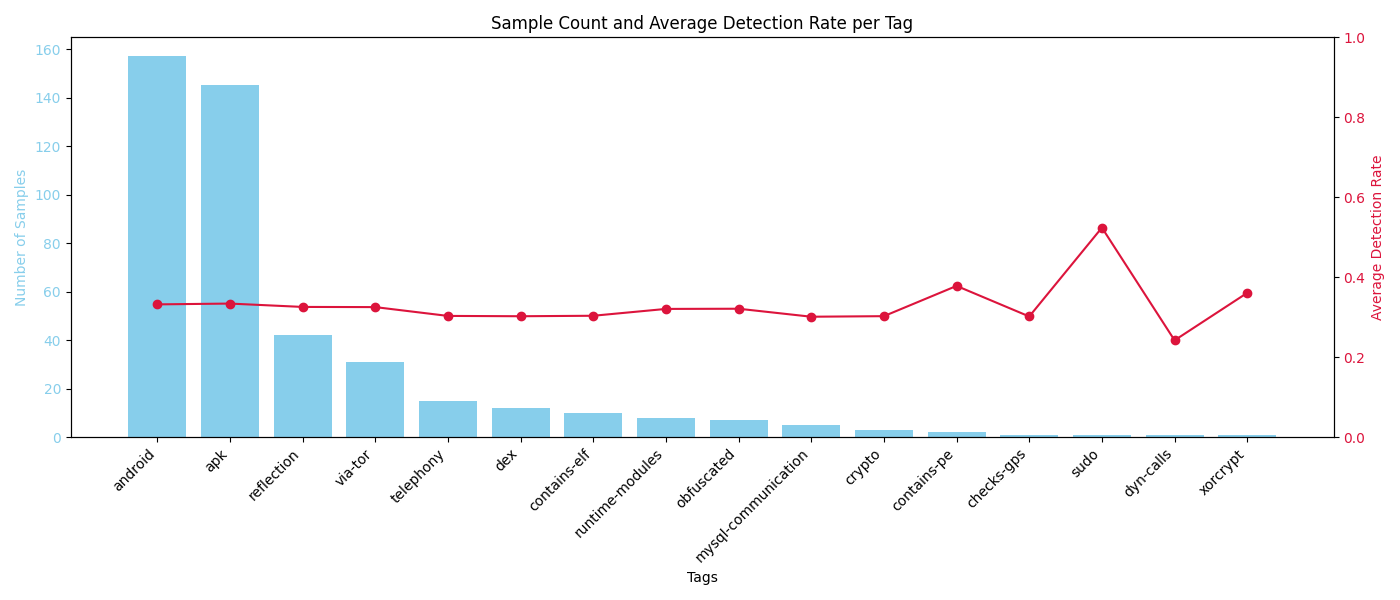 Sample Count and Average Detection Rate per Tag
160
140
120
100
80
60
40
20
0
Number of Samples
1.0
0.8
0.6
0.4
0.2
0.0
Average Detection Rate
android
apk
reflection
via-tor
telephony
dex
contains-elf
runtime-modules
obfuscated
mysql-communication
crypto
contains-pe
checks-gps
sudo
dyn-calls
xorcrypt
Tags